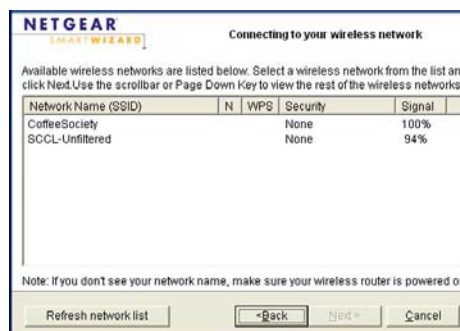 NETGEAR
SMARTWIZARD
Connecting to your wireless network
Available wireless networks are listed below. Select a wireless network from the list an
click Next.Use the scrollbar or Page Down Key to view the rest of the wireless networks
Network Name (SSID) N WPS Security Signal
CoffeeSociety None 100%
SCCL-Unfiltered None 94%
Note: If you don't see your network name, make sure your wireless router is powered o
Refresh network list <Back Next> Cancel